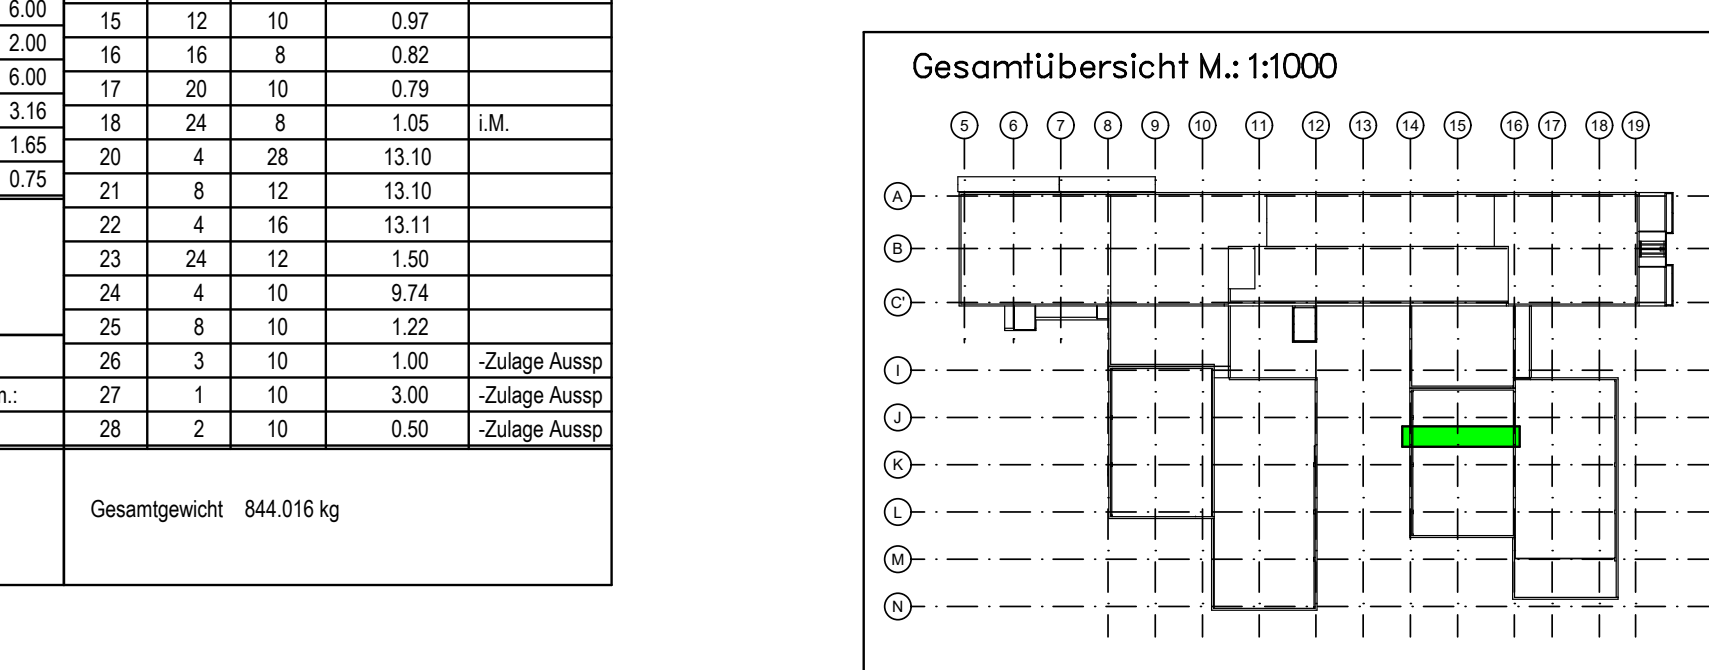 6.00
2.00
6.00
3.16
1.65
0.75
15 12 10 0.97
16 16 8 0.82
17 20 10 0.79
18 24 8 1.05 i.M.
20 4 28 13.10
21 8 12 13.10
22 4 16 13.11
23 24 12 1.50
24 4 10 9.74
25 8 10 1.22
26 3 10 1.00 -Zulage Aussp
27 1 10 3.00 -Zulage Aussp
28 2 10 0.50 -Zulage Aussp
Gesamtgewicht 844.016 kg
Gesamtübersicht M.: 1:1000
5 6 7 8 9 10 11 12 13 14 15 16 17 18 19
A
B
C'
I
J
K
L
M
N